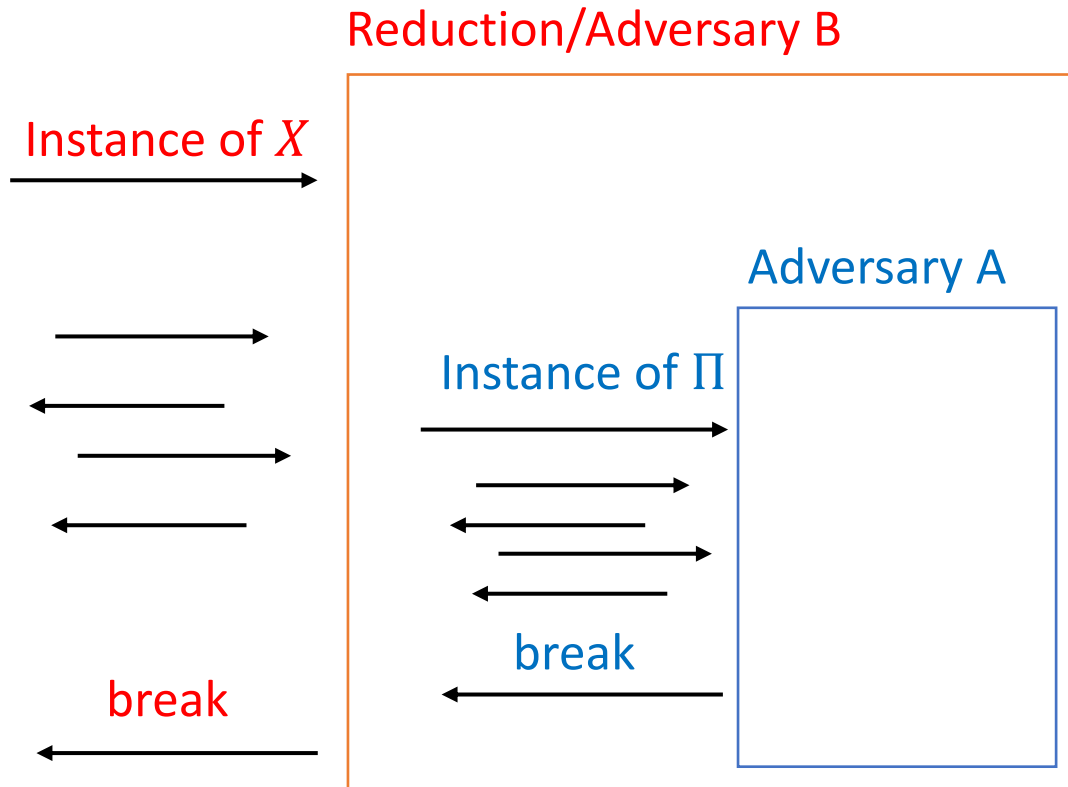 Reduction/Adversary B
Instance of X
Adversary A
Instance of Π
break
break